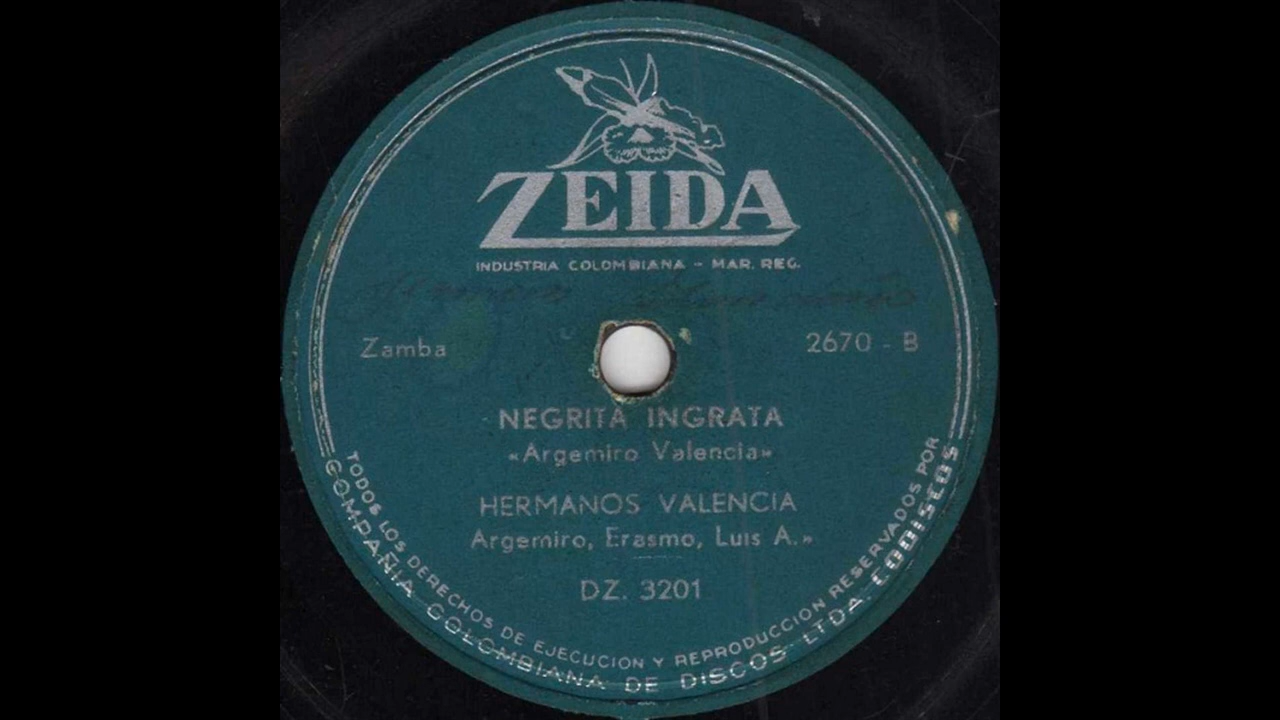 ZEIDA
INDUSTRIA COLOMBIANA - MAR. REG.
Zamba
2670 - B
NEGRITA INGRATA
«Argemiro Valencia»
HERMANOS VALENCIA
Argemiro, Erasmo, Luis A.»
DZ. 3201
TODOS LOS DERECHOS DE EJECUCION Y REPRODUCCION RESERVADOS POR
COMPAÑIA COLOMBIANA DE DISCOS LTDA. CODISCOS